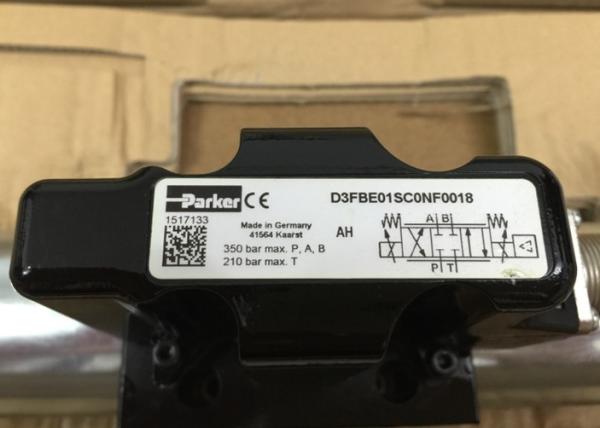 Parker CE
D3FBE01SC0NF0018
1517133
Made in Germany
41564 Kaarst
350 bar max. P, A, B
210 bar max. T
AH
A B
P T